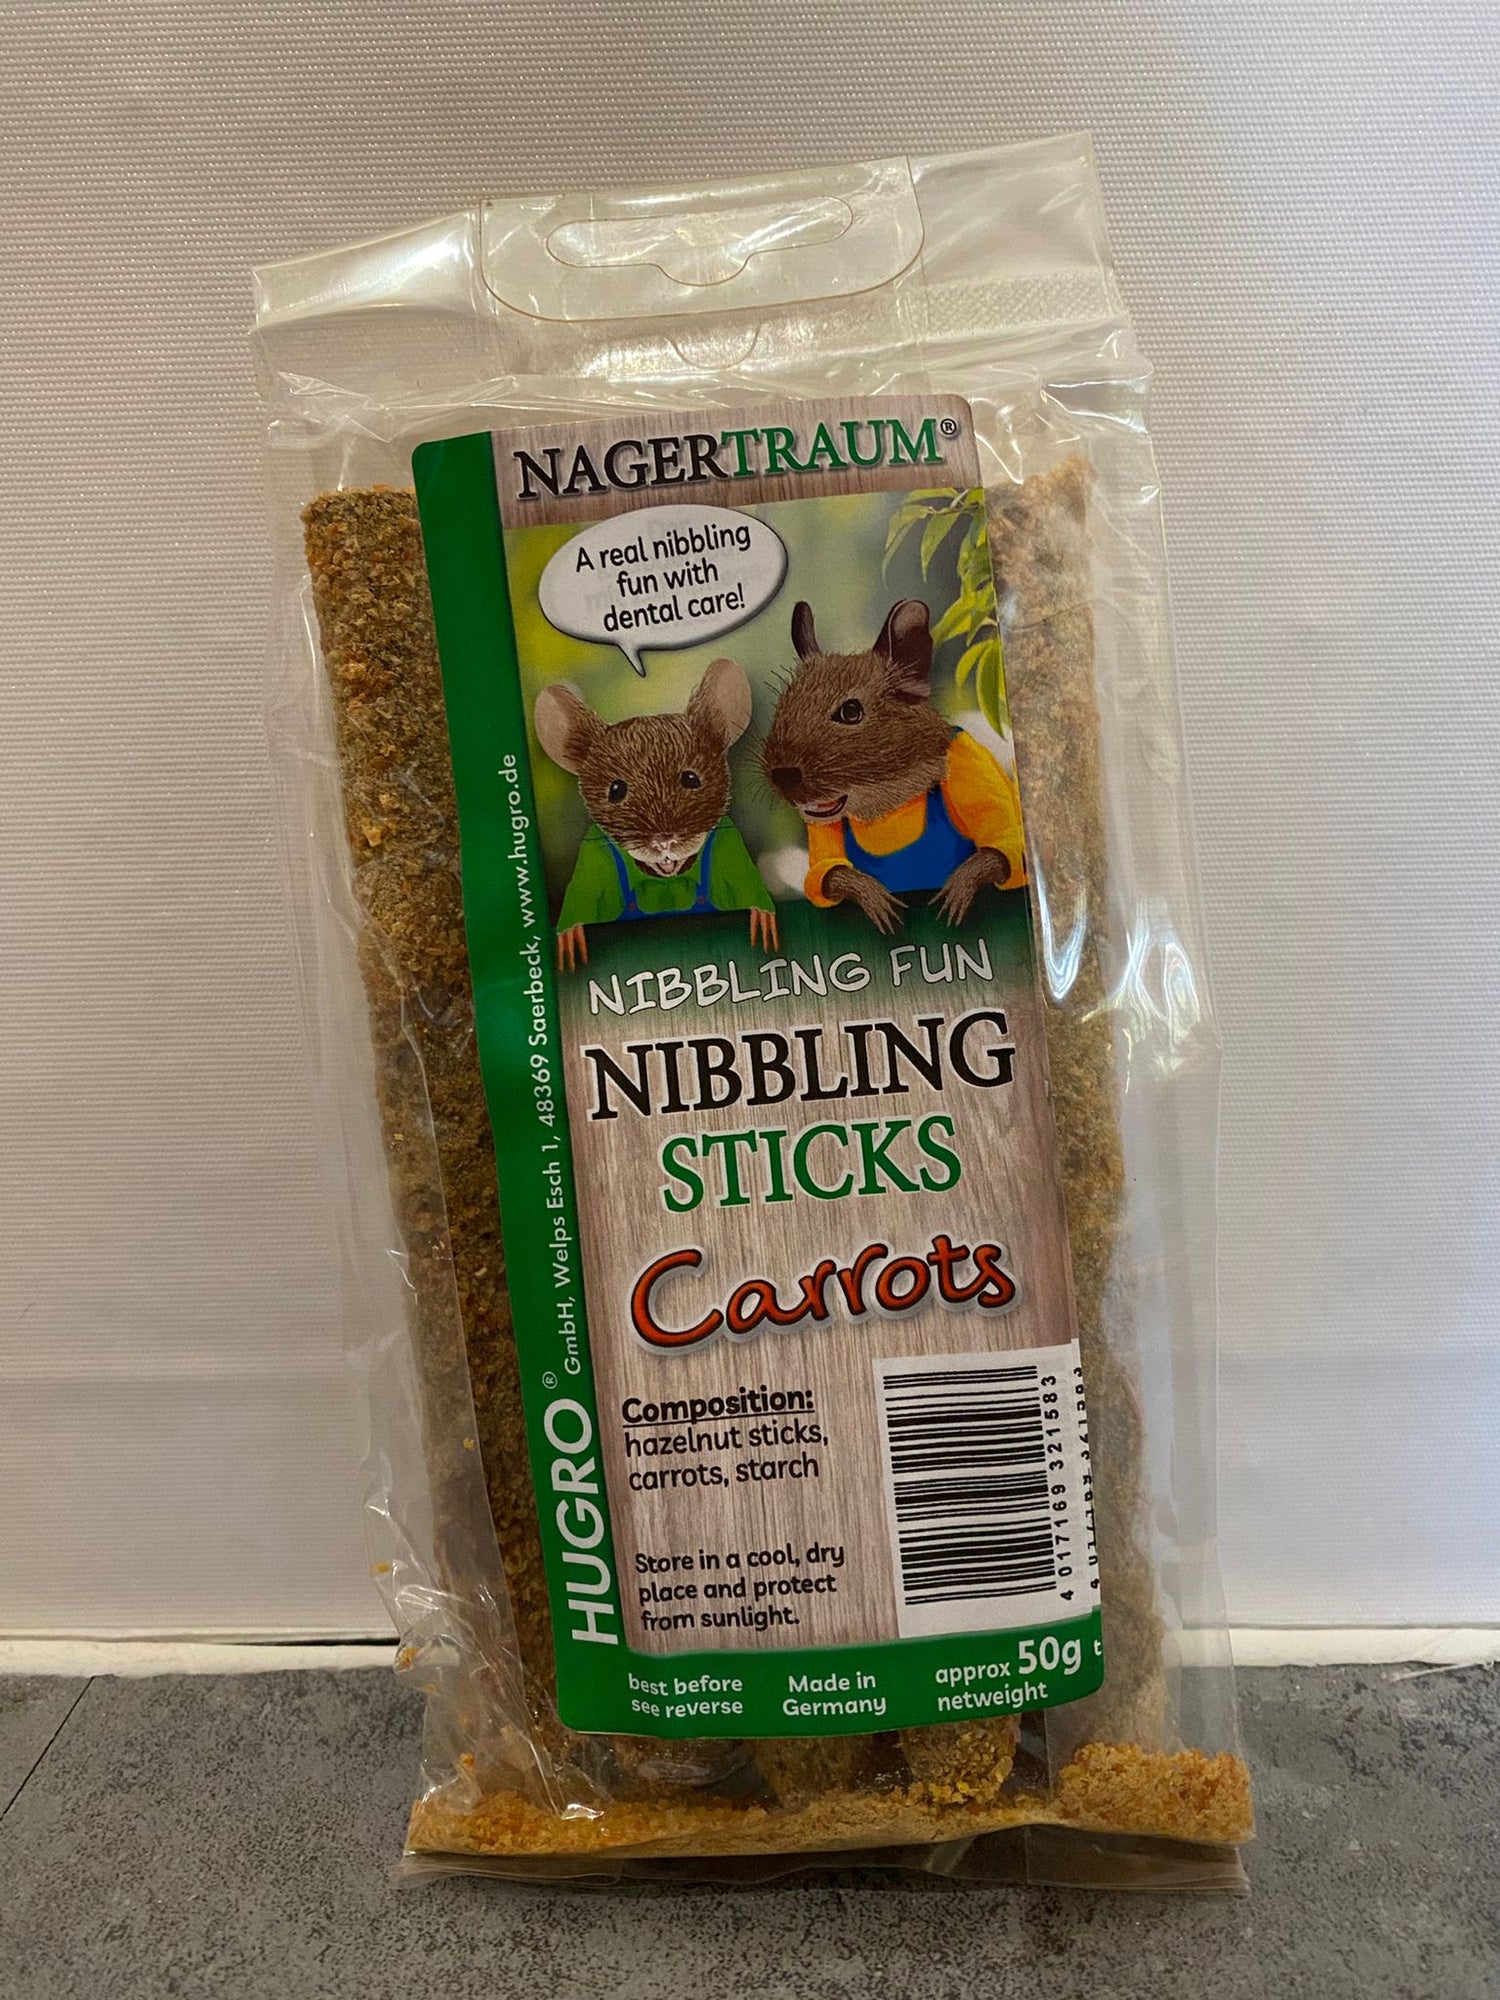 NAGERTRAUM®
A real nibbling
fun with
dental care!
NIBBLING FUN
NIBBLING
STICKS
Carrots
Composition:
hazelnut sticks,
carrots, starch
Store in a cool, dry
place and protect
from sunlight.
4 017169 321583
best before
see reverse
Made in
Germany
approx 50g
netweight
HUGRO® GmbH, Welps Esch 1, 48369 Saerbeck, www.hugro.de